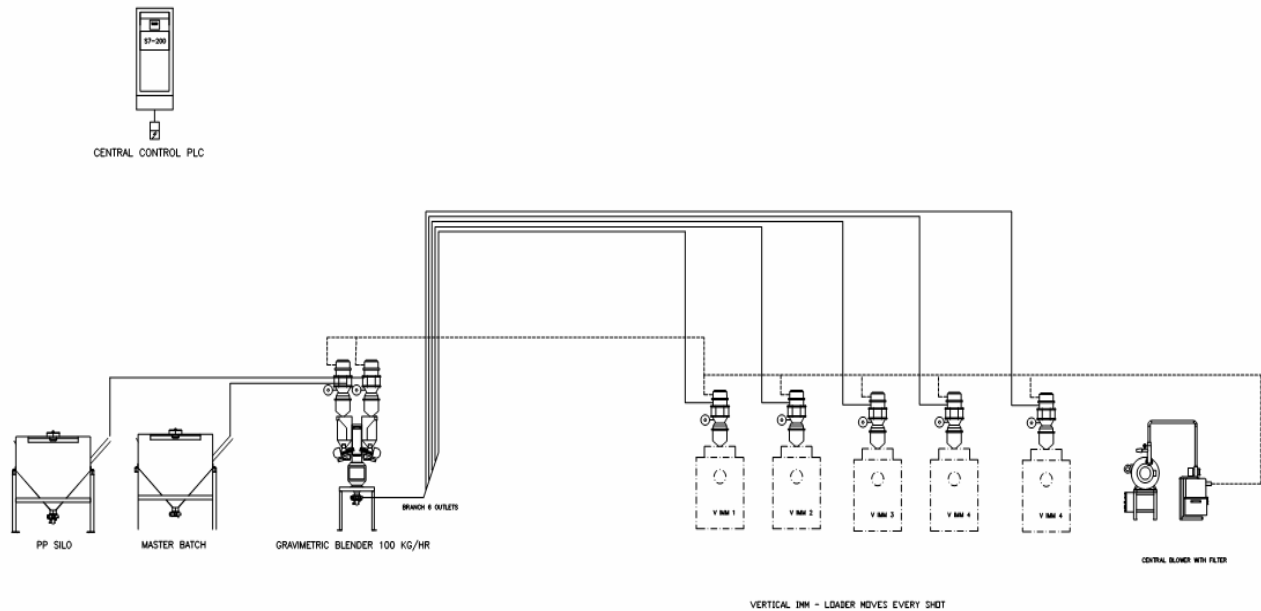 S7-200
CENTRAL CONTROL PLC
PP SILO
MASTER BATCH
GRAVIMETRIC BLENDER 100 KG/HR
BRANCH 6 OUTLETS
V IMM 1
V IMM 2
V IMM 3
V IMM 4
V IMM 4
CENTRAL BLOWER WITH FILTER
VERTICAL IMM - LOADER MOVES EVERY SHOT